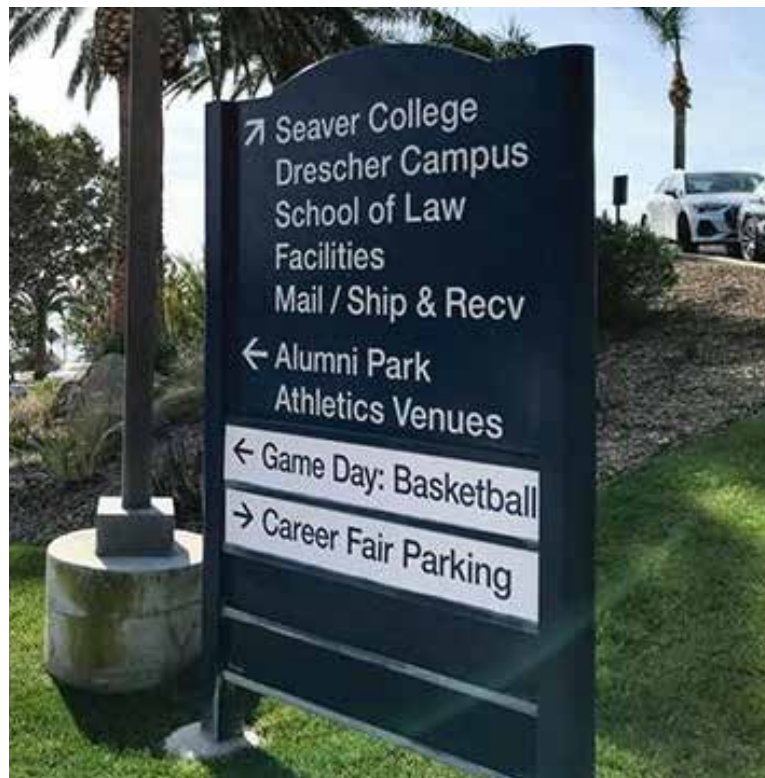 ↗ Seaver College
Drescher Campus
School of Law
Facilities
Mail / Ship & Recv
← Alumni Park
Athletics Venues
← Game Day: Basketball
→ Career Fair Parking